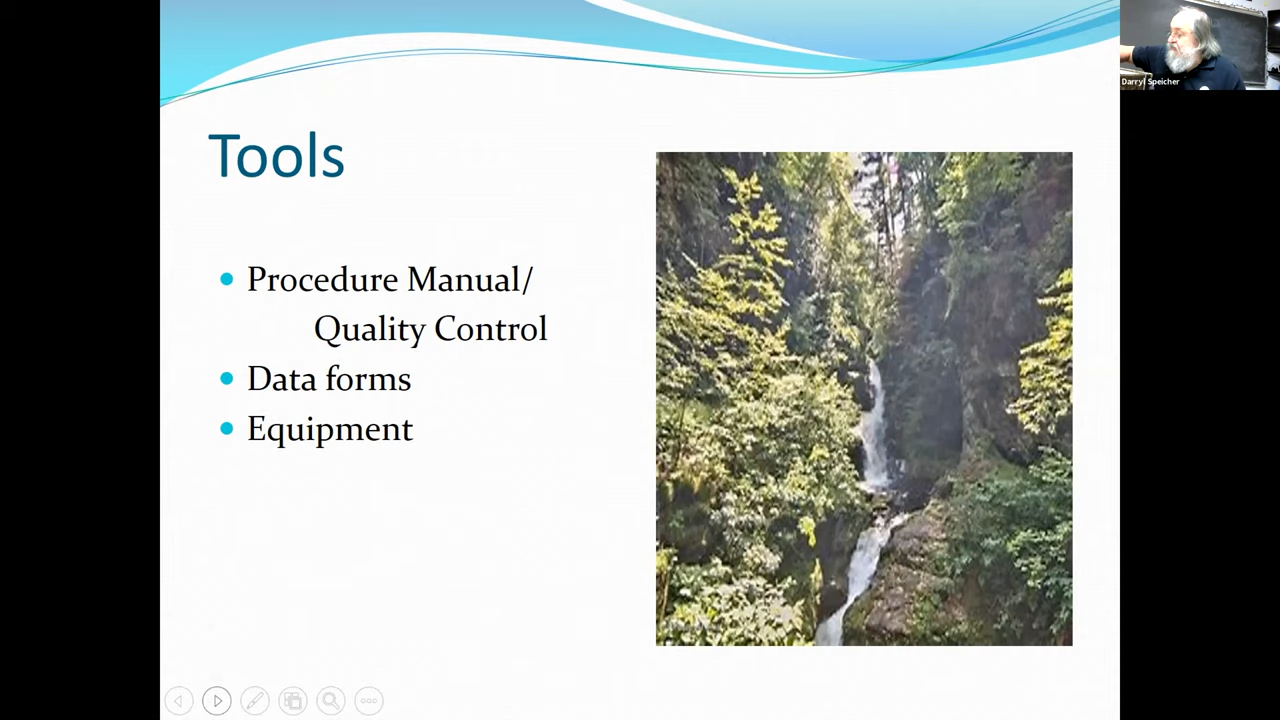 Darryl Speicher
Tools
Procedure Manual/
Quality Control
Data forms
Equipment